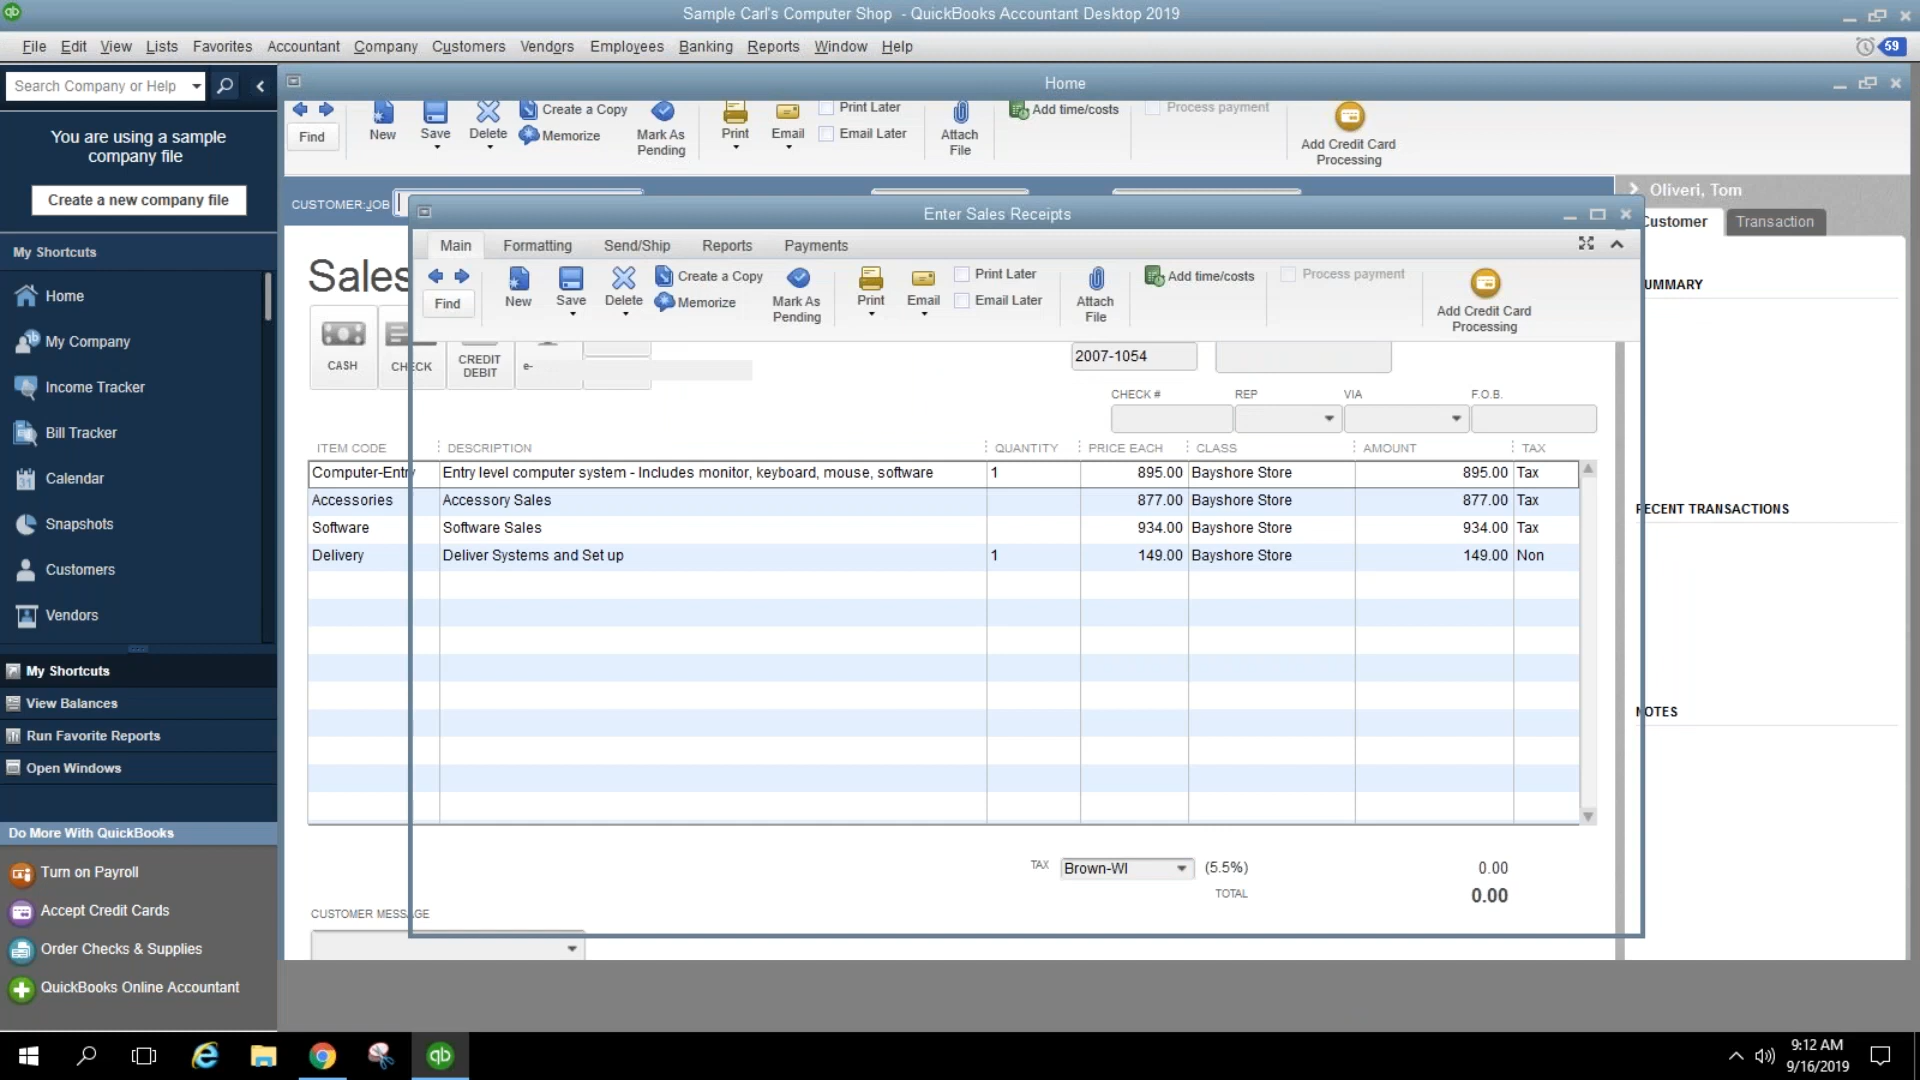 Sample Carl's Computer Shop - QuickBooks Accountant Desktop 2019
File Edit View Lists Favorites Accountant Company Customers Vendors Employees Banking Reports Window Help
59
Search Company or Help
Home
You are using a sample
company file
Create a new company file
My Shortcuts
Home
My Company
Income Tracker
Bill Tracker
31
Calendar
Snapshots
Customers
Vendors
My Shortcuts
View Balances
Run Favorite Reports
Open Windows
Do More With QuickBooks
Turn on Payroll
Accept Credit Cards
Order Checks & Supplies
QuickBooks Online Accountant
Find
New
Save
Delete
Create a Copy
Memorize
Mark As
Pending
Print
Email
Print Later
Email Later
Attach
File
Add time/costs
Process payment
Add Credit Card
Processing
CUSTOMER:JOB
Oliveri, Tom
Customer Transaction
UMMARY
RECENT TRANSACTIONS
NOTES
Enter Sales Receipts
Main Formatting Send/Ship Reports Payments
Find
New
Save
Delete
Create a Copy
Memorize
Mark As
Pending
Print
Email
Print Later
Email Later
Attach
File
Add time/costs
Process payment
Add Credit Card
Processing
Sales
CASH
CHECK
CREDIT
DEBIT
e-
2007-1054
CHECK # REP VIA F.O.B.
ITEM CODE DESCRIPTION QUANTITY PRICE EACH CLASS AMOUNT TAX
Computer-Entry Entry level computer system - Includes monitor, keyboard, mouse, software 1 895.00 Bayshore Store 895.00 Tax
Accessories Accessory Sales 877.00 Bayshore Store 877.00 Tax
Software Software Sales 934.00 Bayshore Store 934.00 Tax
Delivery Deliver Systems and Set up 1 149.00 Bayshore Store 149.00 Non
TAX Brown-WI (5.5%) 0.00
TOTAL 0.00
CUSTOMER MESSAGE
9:12 AM
9/16/2019